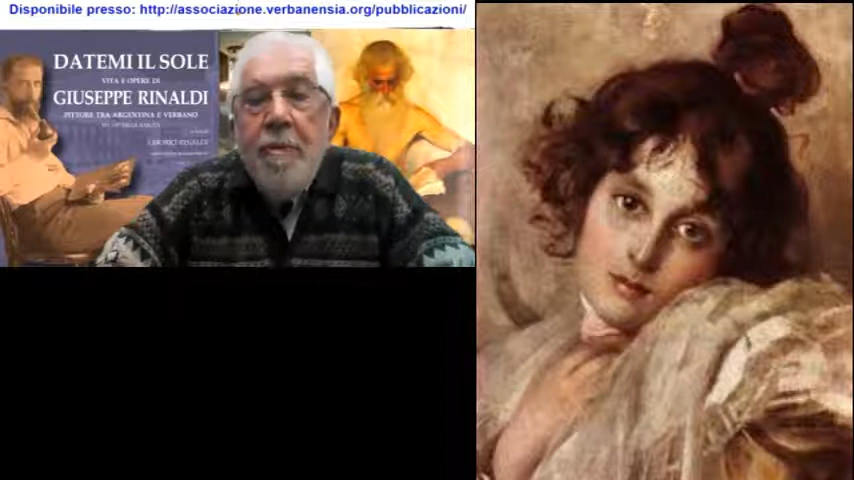 Disponibile presso: http://associazione.verbanensia.org/pubblicazioni/
DATEMI IL SOLE
VITA E OPERE DI
GIUSEPPE RINALDI
PITTORE TRA ARGENTINA E VERBANO
RINALDI